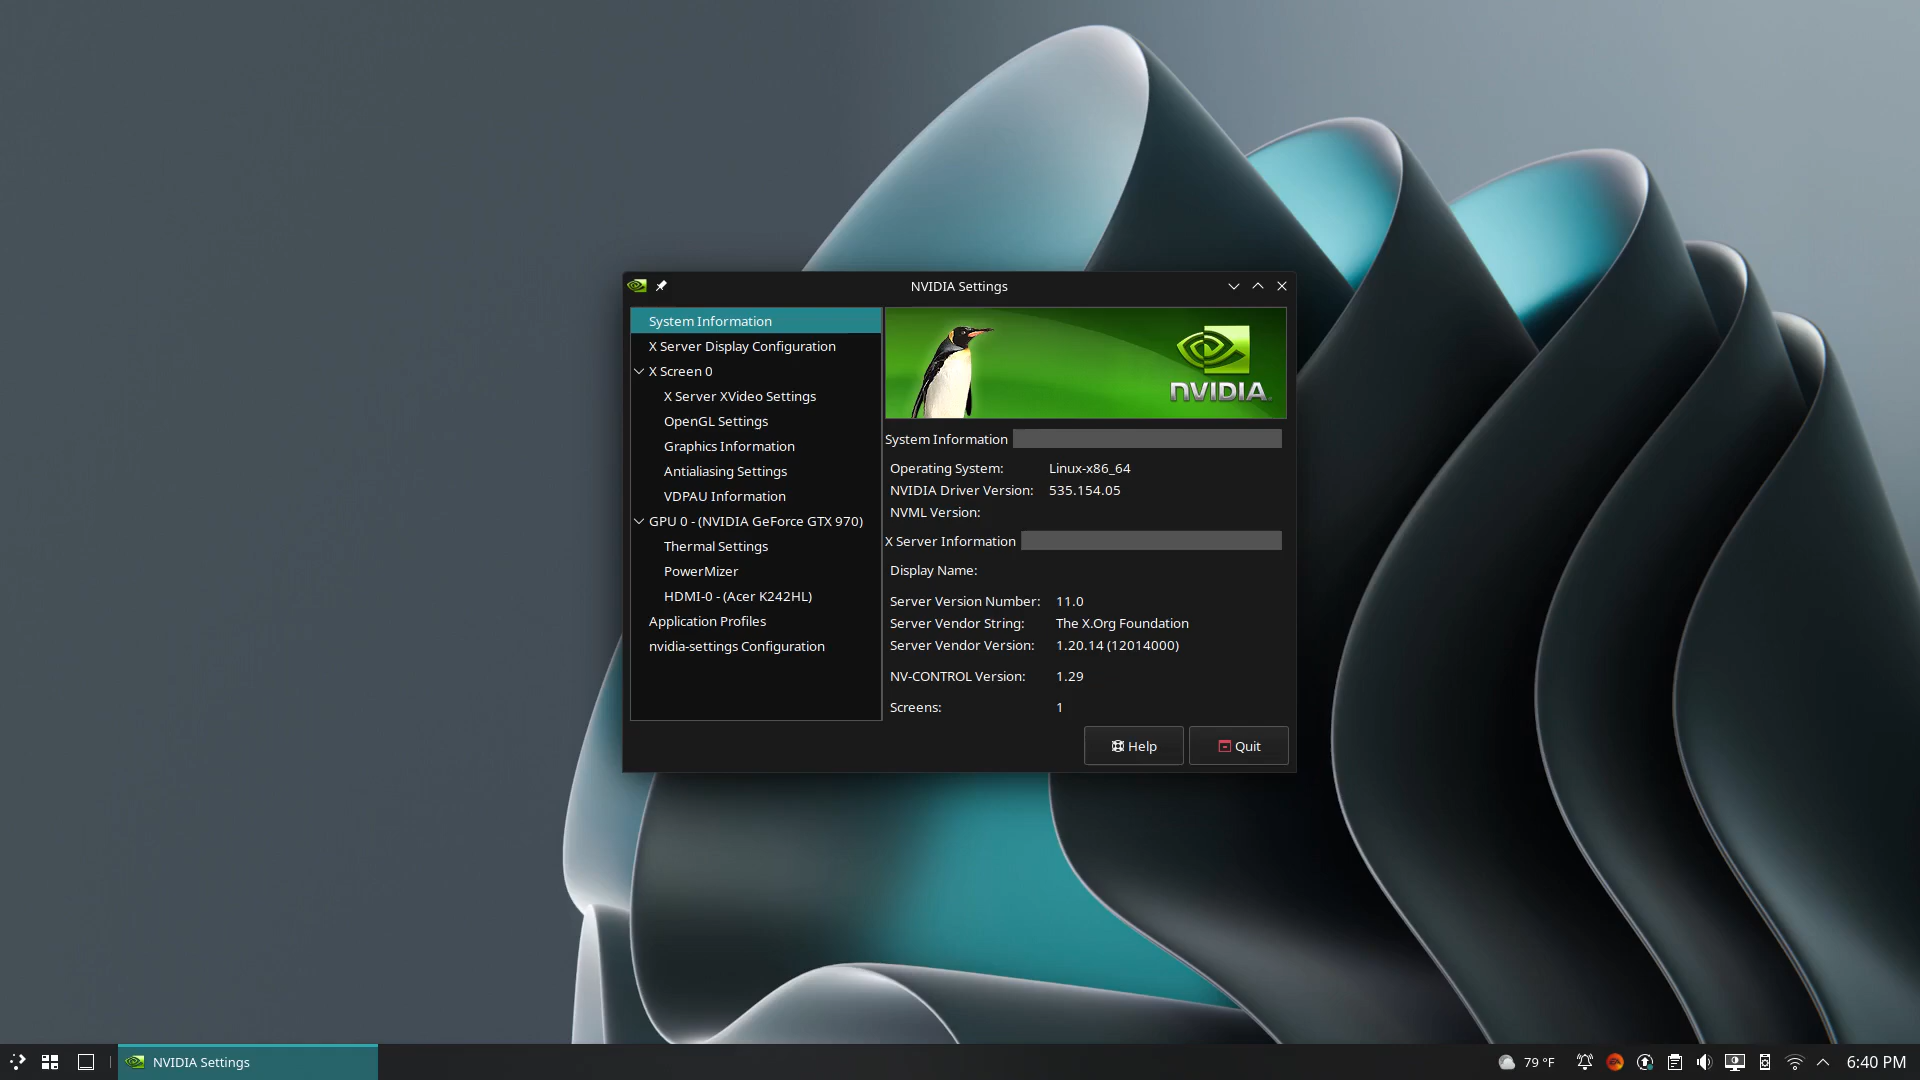 NVIDIA Settings
System Information
X Server Display Configuration
X Screen 0
X Server XVideo Settings
OpenGL Settings
Graphics Information
Antialiasing Settings
VDPAU Information
GPU 0 - (NVIDIA GeForce GTX 970)
Thermal Settings
PowerMizer
HDMI-0 - (Acer K242HL)
Application Profiles
nvidia-settings Configuration
NVIDIA
System Information
Operating System: Linux-x86_64
NVIDIA Driver Version: 535.154.05
NVML Version:
X Server Information
Display Name:
Server Version Number: 11.0
Server Vendor String: The X.Org Foundation
Server Vendor Version: 1.20.14 (12014000)
NV-CONTROL Version: 1.29
Screens: 1
Help Quit
NVIDIA Settings 79 °F EA 6:40 PM